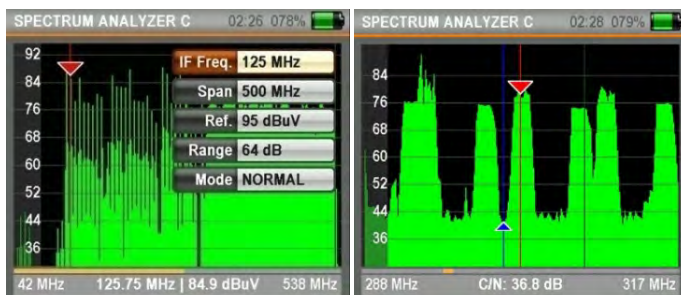 SPECTRUM ANALYZER C 02:26 078%
92
84
76
68
60
52
44
36
IF Freq. 125 MHz
Span 500 MHz
Ref. 95 dBuV
Range 64 dB
Mode NORMAL
42 MHz 125.75 MHz | 84.9 dBuV 538 MHz
SPECTRUM ANALYZER C 02:28 079%
84
76
68
60
52
44
36
288 MHz C/N: 36.8 dB 317 MHz